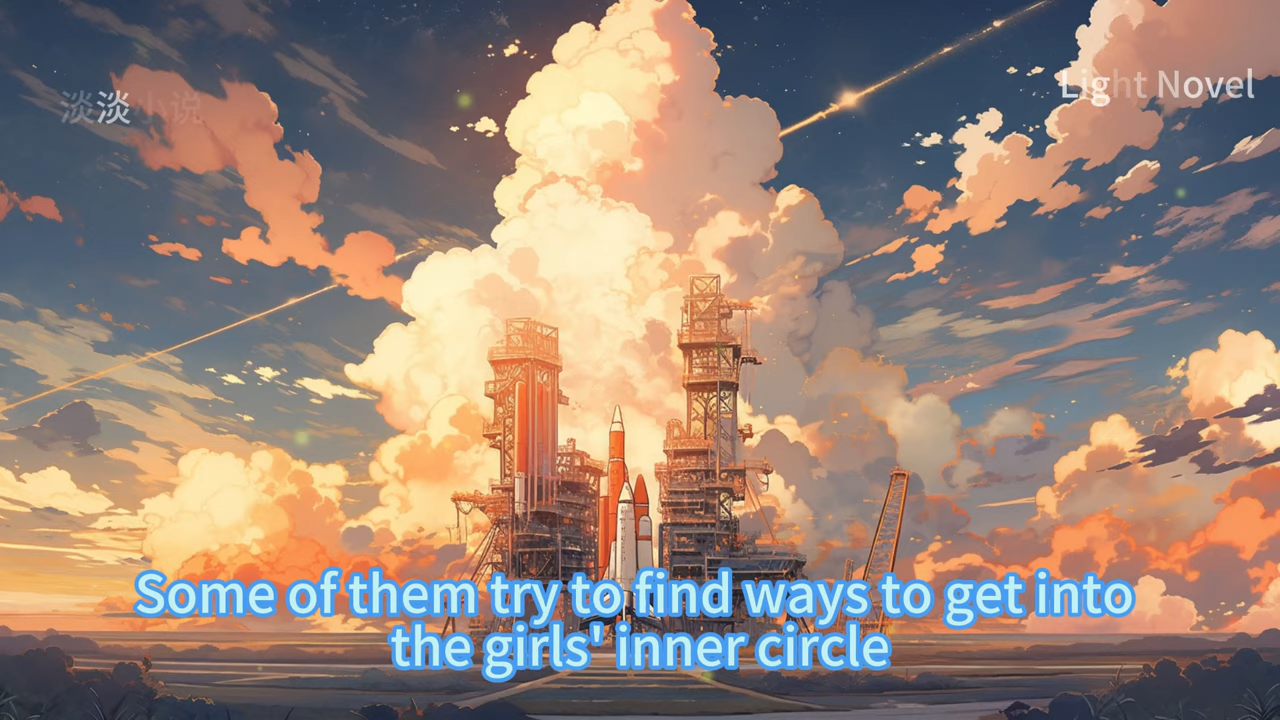 淡淡小说
Light Novel
Some of them try to find ways to get into
the girls' inner circle